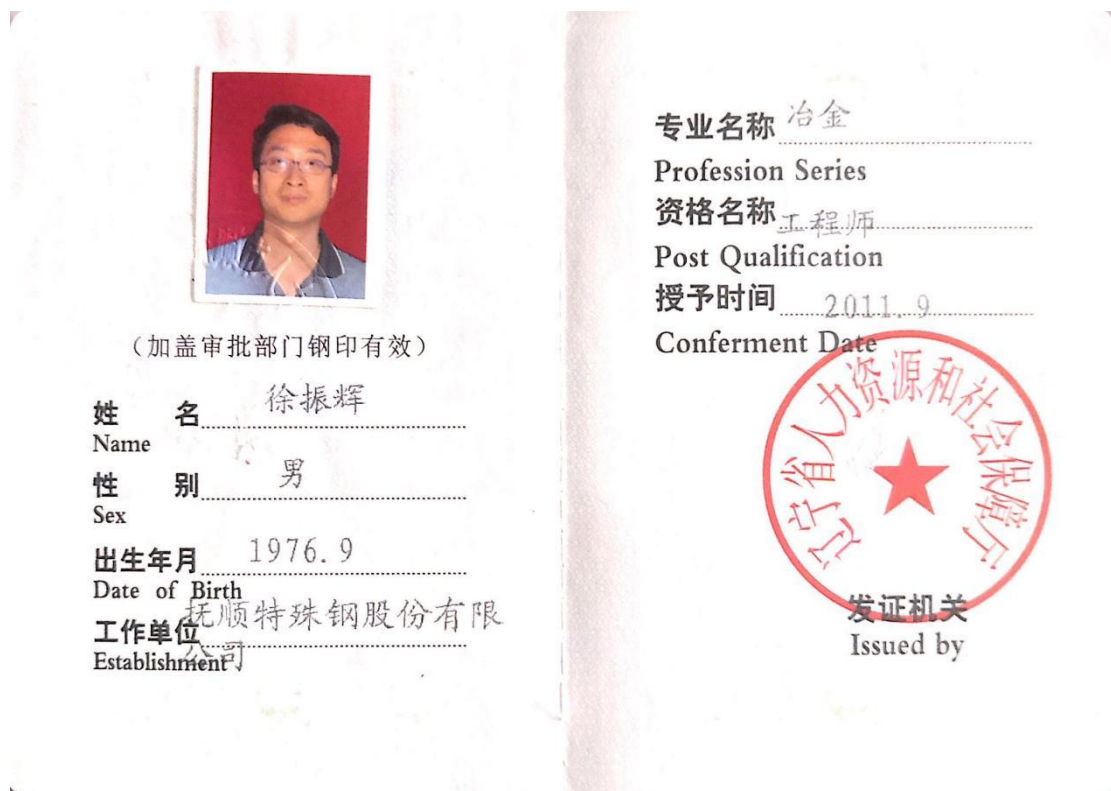 （加盖审批部门钢印有效）
姓 名 徐振辉
Name
性 别 男
Sex
出生年月 1976.9
Date of Birth
工作单位 抚顺特殊钢股份有限
Establishment 公司
专业名称 冶金
Profession Series
资格名称 工程师
Post Qualification
授予时间 2011.9
Conferment Date
辽宁省人力资源和社会保障厅
发证机关
Issued by